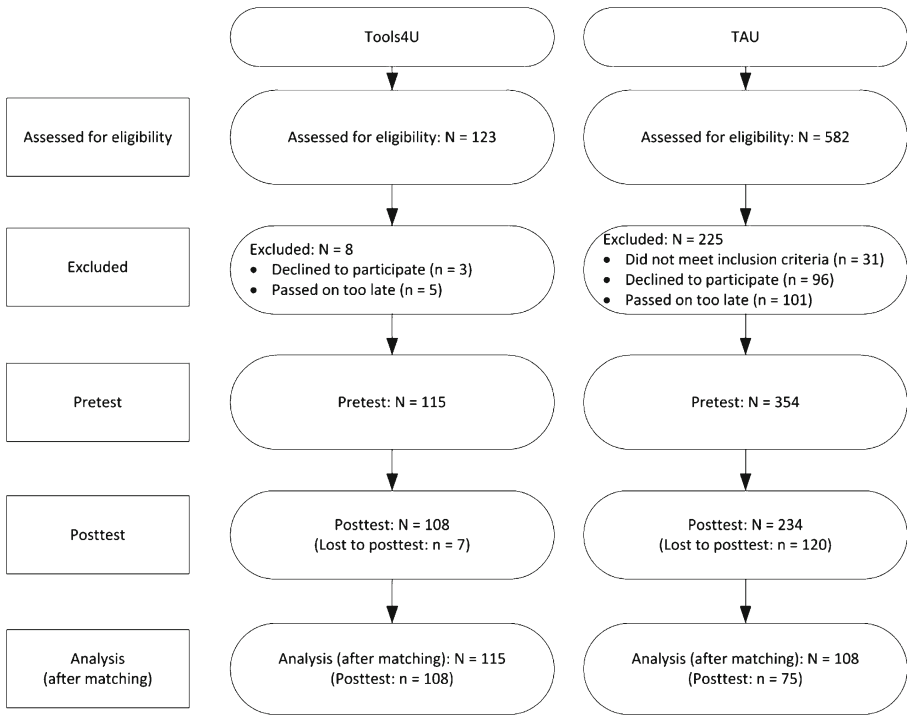 Tools4U
TAU
Assessed for eligibility
Assessed for eligibility: N = 123
Assessed for eligibility: N = 582
Excluded
Excluded: N = 8
• Declined to participate (n = 3)
• Passed on too late (n = 5)
Excluded: N = 225
• Did not meet inclusion criteria (n = 31)
• Declined to participate (n = 96)
• Passed on too late (n = 101)
Pretest
Pretest: N = 115
Pretest: N = 354
Posttest
Posttest: N = 108
(Lost to posttest: n = 7)
Posttest: N = 234
(Lost to posttest: n = 120)
Analysis
(after matching)
Analysis (after matching): N = 115
(Posttest: n = 108)
Analysis (after matching): N = 108
(Posttest: n = 75)